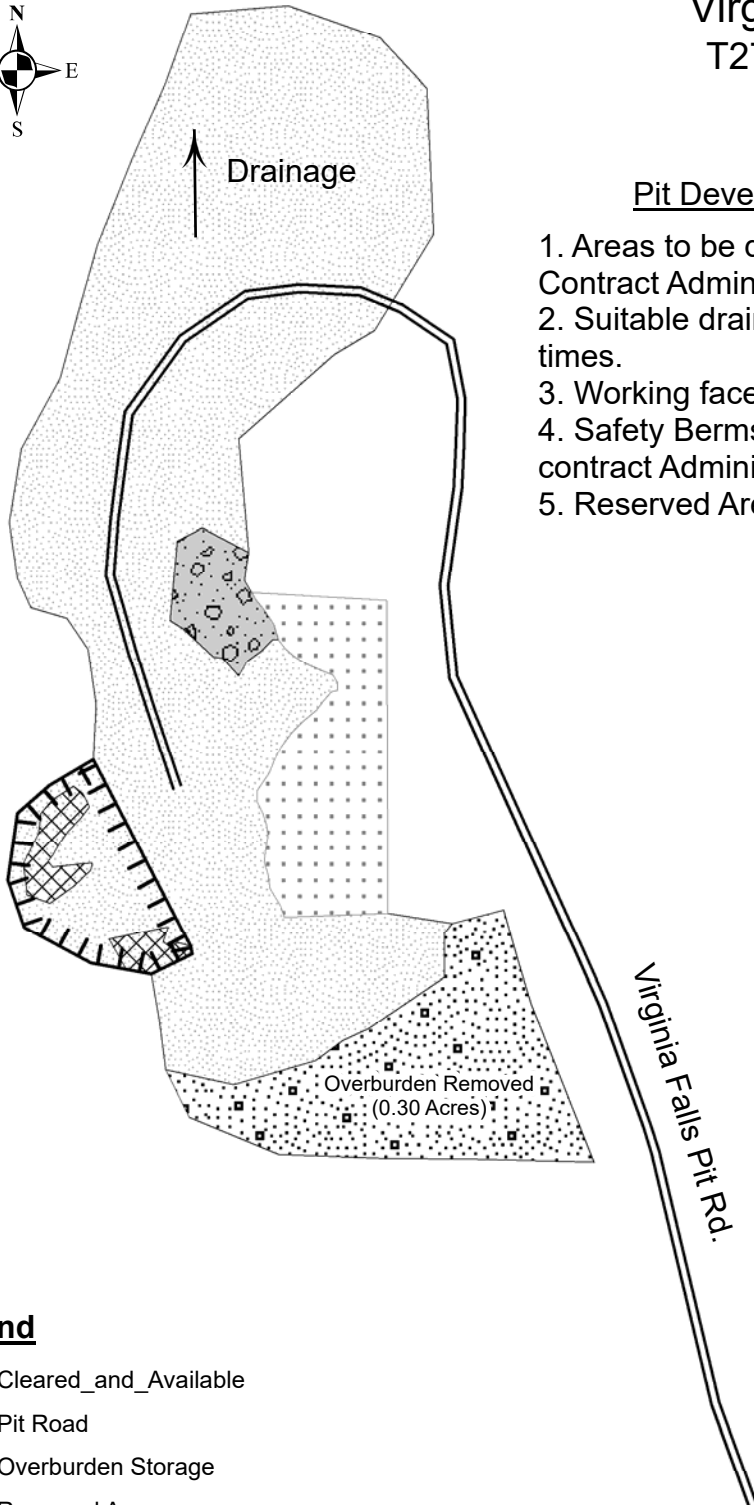 N
E
S
T27
Drainage
Pit Deve
1. Areas to be
Contract Admin
2. Suitable drai
times.
3. Working face
4. Safety Berms
contract Admini
5. Reserved Are
Overburden Removed
(0.30 Acres)
Virginia Falls Pit Rd.
nd
Cleared_and_Available
Pit Road
Overburden Storage